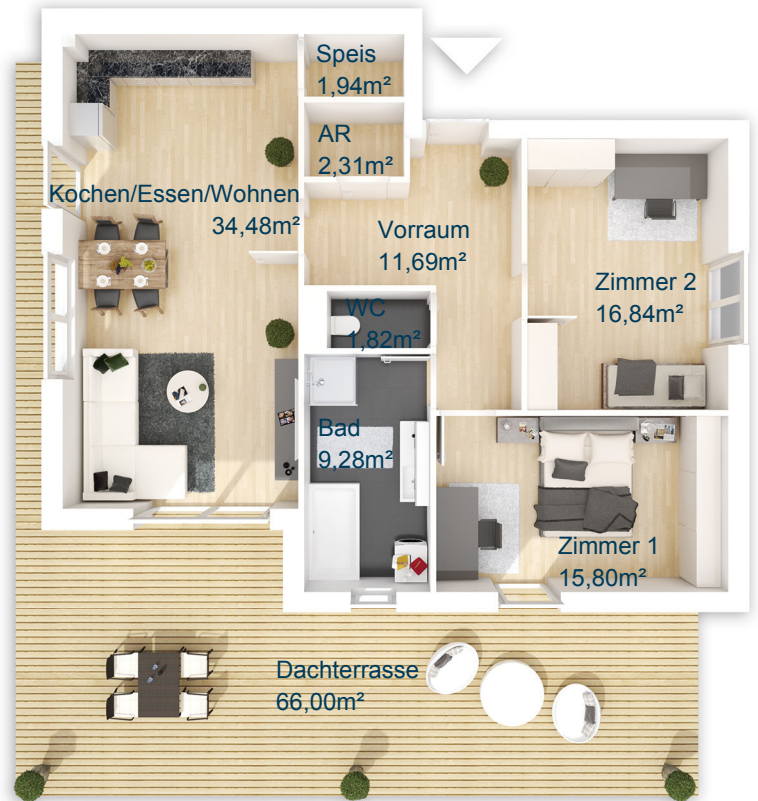 Speis
1,94m²
AR
2,31m²
Kochen/Essen/Wohnen
34,48m²
Vorraum
11,69m²
Zimmer 2
16,84m²
WC
1,82m²
Bad
9,28m²
Zimmer 1
15,80m²
Dachterrasse
66,00m²